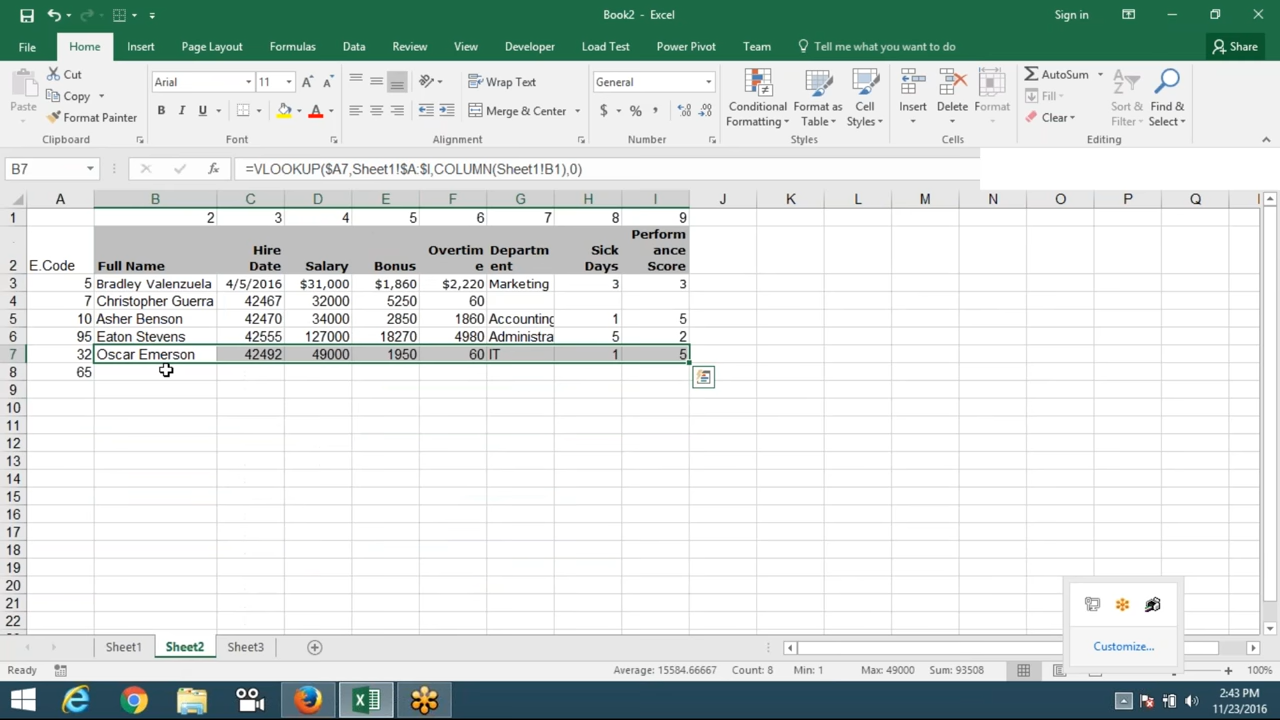 Book2 - Excel
Sign in
File Home Insert Page Layout Formulas Data Review View Developer Load Test Power Pivot Team Tell me what you want to do Share
Paste
Cut
Copy
Format Painter
Clipboard
Arial 11
B I U
Font
Wrap Text
Merge & Center
Alignment
General
$ % ,
Number
Conditional Formatting
Format as Table
Cell Styles
Styles
Insert Delete Format
Cells
AutoSum
Fill
Clear
Sort & Filter
Find & Select
Editing
B7 fx =VLOOKUP($A7,Sheet1!$A:$I,COLUMN(Sheet1!B1),0)
A B C D E F G H I J K L M N O P Q
1 2 3 4 5 6 7 8 9
2 E.Code Full Name Hire Date Salary Bonus Overtime Department Sick Days Performance Score
3 5 Bradley Valenzuela 4/5/2016 $31,000 $1,860 $2,220 Marketing 3 3
4 7 Christopher Guerra 42467 32000 5250 60
5 10 Asher Benson 42470 34000 2850 1860 Accounting 1 5
6 95 Eaton Stevens 42555 127000 18270 4980 Administra 5 2
7 32 Oscar Emerson 42492 49000 1950 60 IT 1 5
8 65
9
10
11
12
13
14
15
16
17
18
19
20
21
22
Customize...
Sheet1 Sheet2 Sheet3
Ready Average: 15584.66667 Count: 8 Min: 1 Max: 49000 Sum: 93508 100%
2:43 PM
11/23/2016